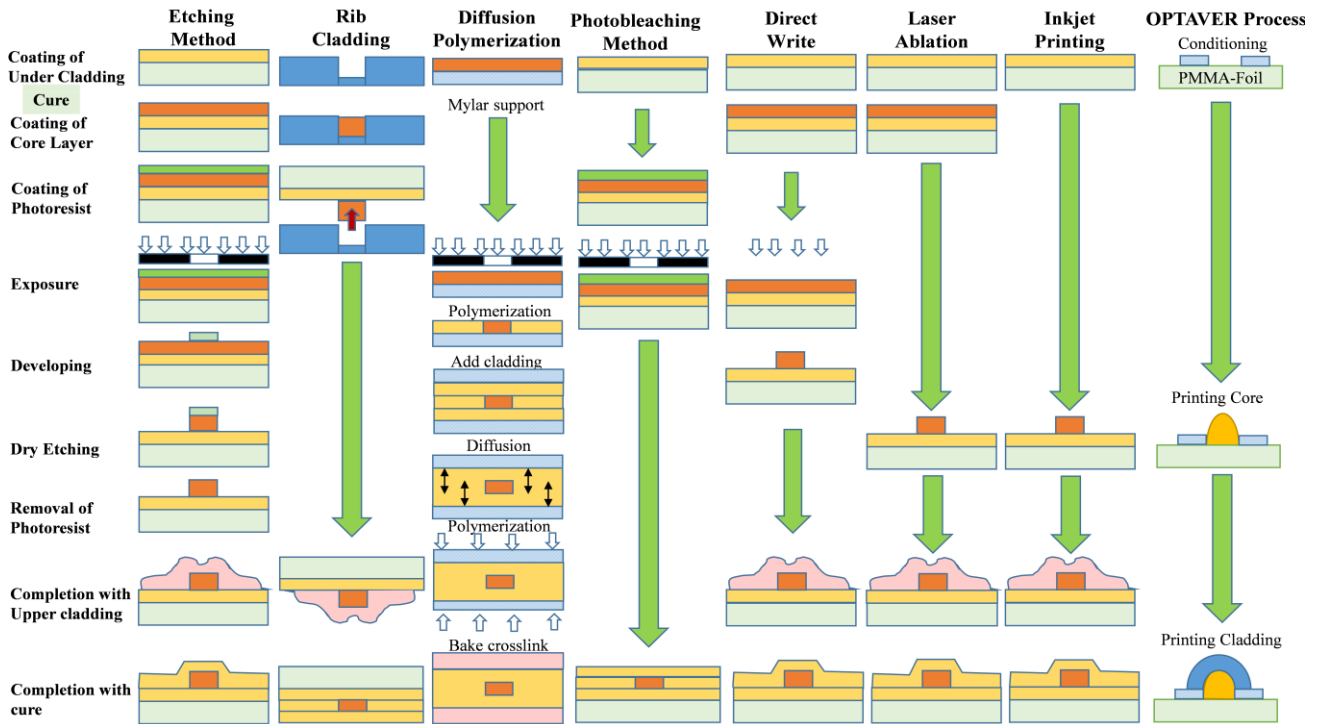 Etching
Method
Rib
Cladding
Diffusion
Polymerization
Photobleaching
Method
Direct
Write
Laser
Ablation
Inkjet
Printing
OPTAVER Process
Coating of
Under Cladding
Conditioning
PMMA-Foil
Cure
Coating of
Core Layer
Mylar support
Coating of
Photoresist
Exposure
Polymerization
Developing
Add cladding
Printing Core
Dry Etching
Diffusion
Removal of
Photoresist
Polymerization
Completion with
Upper cladding
Bake crosslink
Printing Cladding
Completion with
cure